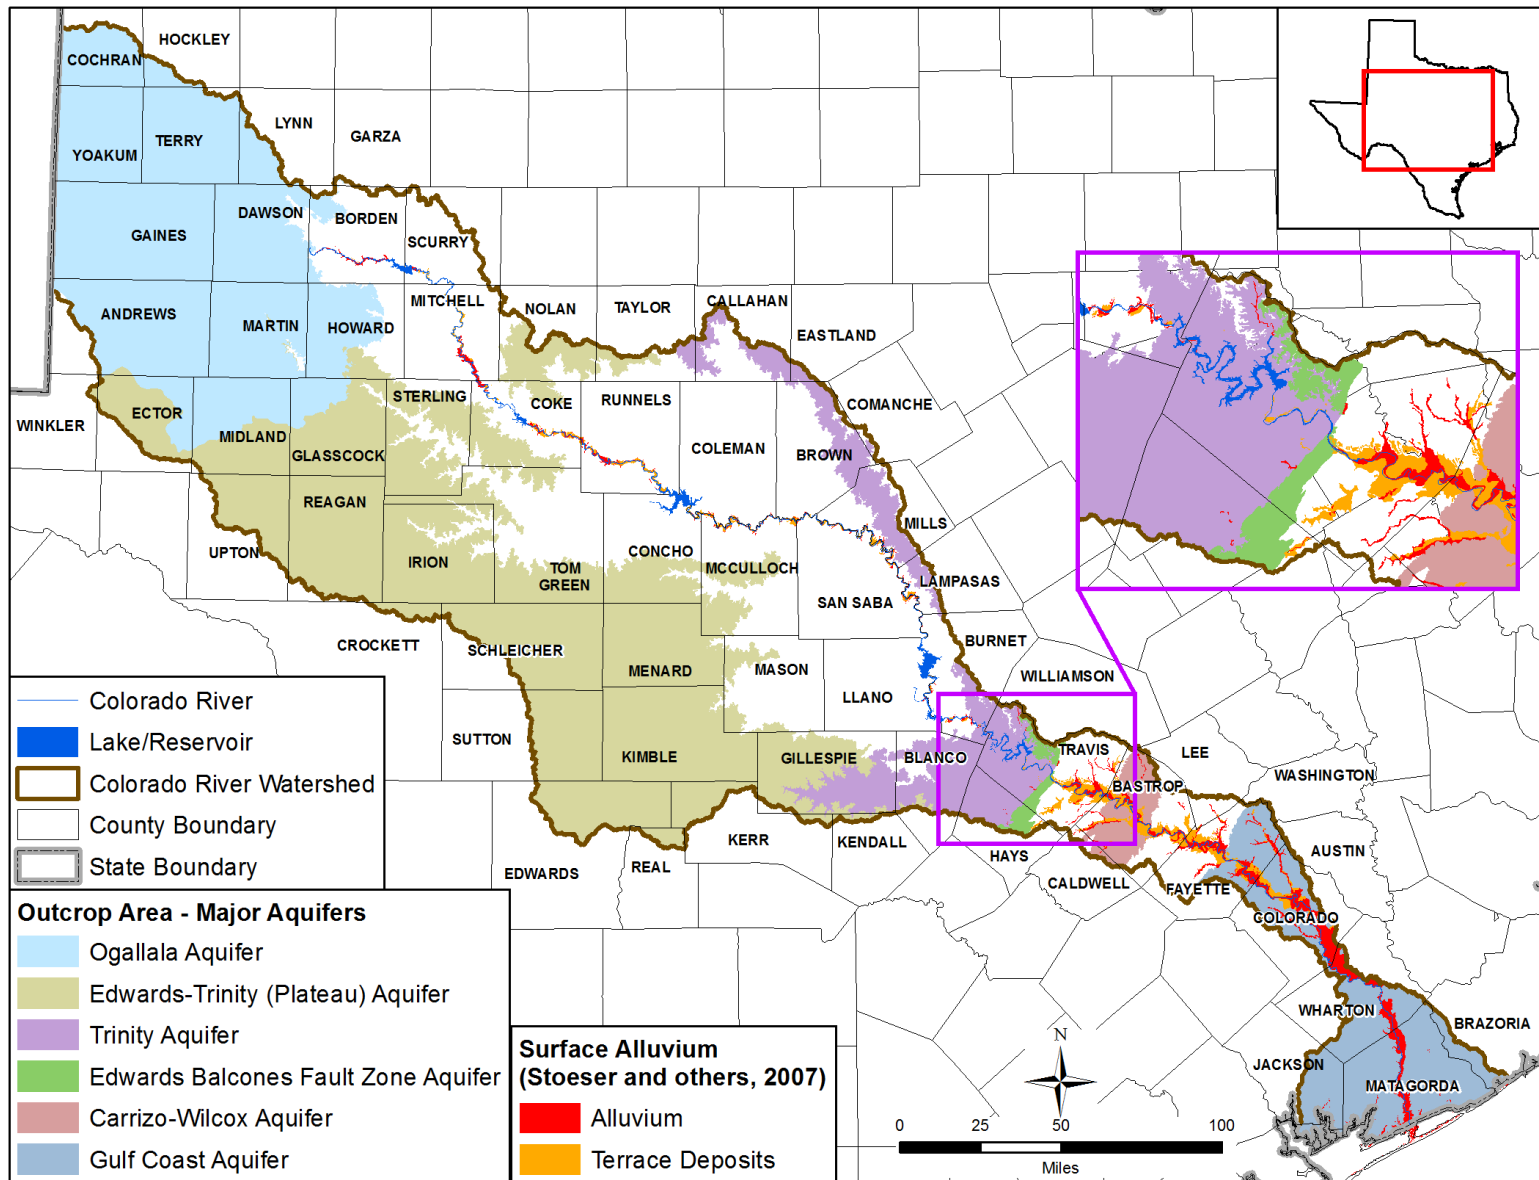 HOCKLEY
COCHRAN
LYNN
GARZA
TERRY
YOAKUM
DAWSON
BORDEN
GAINES
SCURRY
MITCHELL
NOLAN
TAYLOR
CALLAHAN
ANDREWS
MARTIN
HOWARD
EASTLAND
STERLING
COKE
RUNNELS
COMANCHE
ECTOR
WINKLER
MIDLAND
GLASSCOCK
COLEMAN
BROWN
REAGAN
MILLS
UPTON
IRION
TOM
GREEN
CONCHO
MCCULLOCH
LAMPASAS
SAN SABA
CROCKETT
SCHLEICHER
BURNET
MENARD
MASON
WILLIAMSON
LLANO
SUTTON
KIMBLE
GILLESPIE
BLANCO
TRAVIS
LEE
BASTROP
WASHINGTON
KERR
KENDALL
HAYS
AUSTIN
EDWARDS
REAL
CALDWELL
FAYETTE
COLORADO
WHARTON
BRAZORIA
JACKSON
MATAGORDA
Colorado River
Lake/Reservoir
Colorado River Watershed
County Boundary
State Boundary
Outcrop Area - Major Aquifers
Ogallala Aquifer
Edwards-Trinity (Plateau) Aquifer
Trinity Aquifer
Edwards Balcones Fault Zone Aquifer
Carrizo-Wilcox Aquifer
Gulf Coast Aquifer
Surface Alluvium
(Stoeser and others, 2007)
Alluvium
Terrace Deposits
N
0 25 50 100
Miles